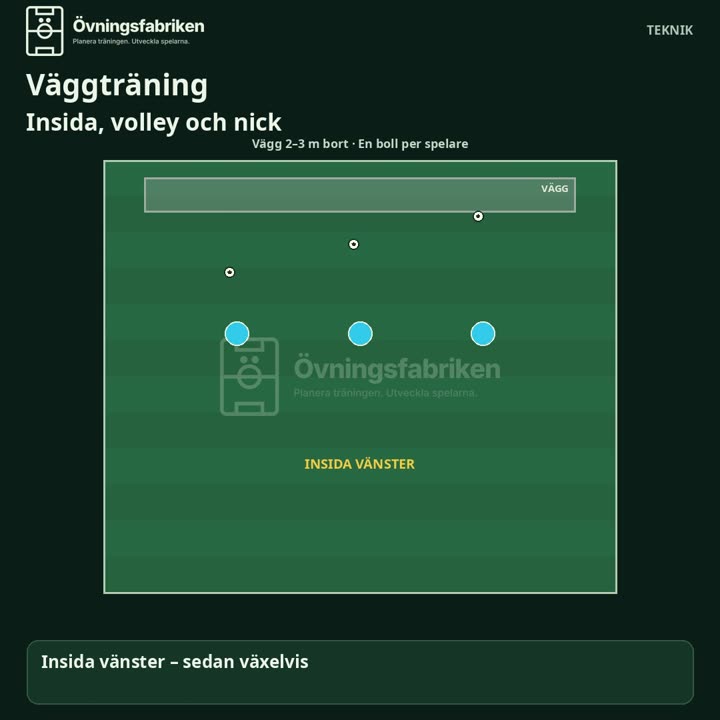 Övningsfabriken
Planera träningen. Utveckla spelarna.
TEKNIK
Väggträning
Insida, volley och nick
Vägg 2–3 m bort · En boll per spelare
VÄGG
Övningsfabriken
Planera träningen. Utveckla spelarna.
INSIDA VÄNSTER
Insida vänster – sedan växelvis